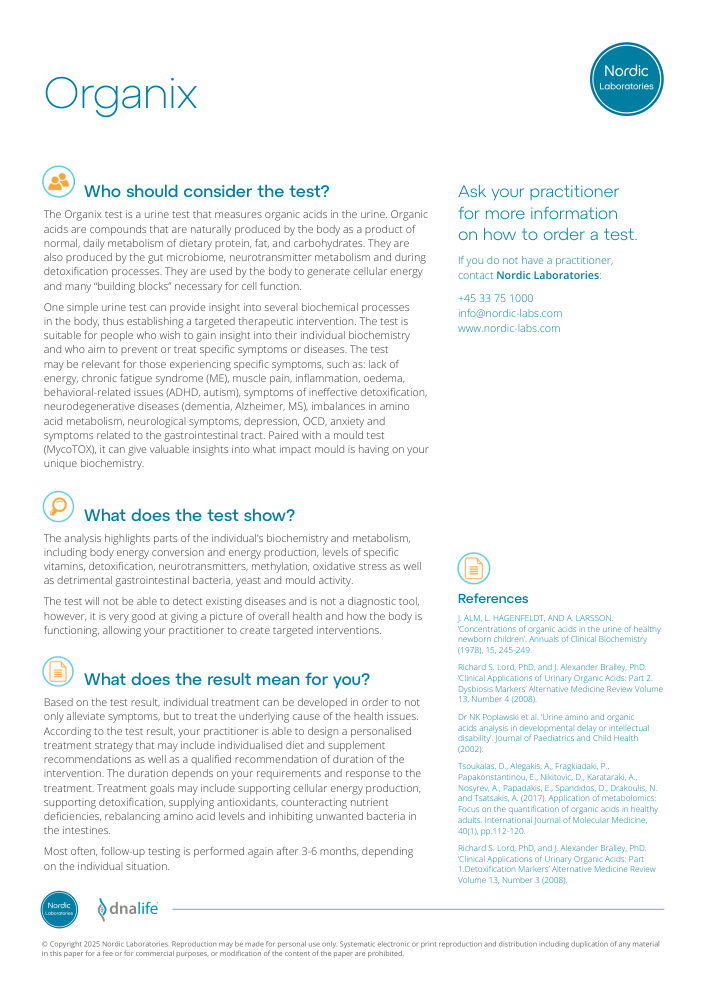 Organix
Nordic
Laboratories
Who should consider the test?
The Organix test is a urine test that measures organic acids in the urine. Organic
acids are compounds that are naturally produced by the body as a product of
normal, daily metabolism of dietary protein, fat, and carbohydrates. They are
also produced by the gut microbiome, neurotransmitter metabolism and during
detoxification processes. They are used by the body to generate cellular energy
and many “building blocks” necessary for cell function.
One simple urine test can provide insight into several biochemical processes
in the body, thus establishing a targeted therapeutic intervention. The test is
suitable for people who wish to gain insight into their individual biochemistry
and who aim to prevent or treat specific symptoms or diseases. The test
may be relevant for those experiencing specific symptoms, such as: lack of
energy, chronic fatigue syndrome (ME), muscle pain, inflammation, oedema,
behavioral-related issues (ADHD, autism), symptoms of ineffective detoxification,
neurodegenerative diseases (dementia, Alzheimer, MS), imbalances in amino
acid metabolism, neurological symptoms, depression, OCD, anxiety and
symptoms related to the gastrointestinal tract. Paired with a mould test
(MycoTOX), it can give valuable insights into what impact mould is having on your
unique biochemistry.
What does the test show?
The analysis highlights parts of the individual’s biochemistry and metabolism,
including body energy conversion and energy production, levels of specific
vitamins, detoxification, neurotransmitters, methylation, oxidative stress as well
as detrimental gastrointestinal bacteria, yeast and mould activity.
The test will not be able to detect existing diseases and is not a diagnostic tool,
however, it is very good at giving a picture of overall health and how the body is
functioning, allowing your practitioner to create targeted interventions.
What does the result mean for you?
Based on the test result, individual treatment can be developed in order to not
only alleviate symptoms, but to treat the underlying cause of the health issues.
According to the test result, your practitioner is able to design a personalised
treatment strategy that may include individualised diet and supplement
recommendations as well as a qualified recommendation of duration of the
intervention. The duration depends on your requirements and response to the
treatment. Treatment goals may include supporting cellular energy production,
supporting detoxification, supplying antioxidants, counteracting nutrient
deficiencies, rebalancing amino acid levels and inhibiting unwanted bacteria in
the intestines.
Most often, follow-up testing is performed again after 3-6 months, depending
on the individual situation.
Ask your practitioner
for more information
on how to order a test.
If you do not have a practitioner,
contact Nordic Laboratories:
+45 33 75 1000
info@nordic-labs.com
www.nordic-labs.com
References
J. ALM, L. HAGENFELDT, AND A. LARSSON.
‘Concentrations of organic acids in the urine of healthy
newborn children’. Annuals of Clinical Biochemistry
(1978), 15, 245-249.
Richard S. Lord, PhD, and J. Alexander Bralley, PhD.
‘Clinical Applications of Urinary Organic Acids: Part 2.
Dysbiosis Markers’ Alternative Medicine Review Volume
13, Number 4 (2008).
Dr NK Poplawski et al. ‘Urine amino and organic
acids analysis in developmental delay or intellectual
disability’. Journal of Paediatrics and Child Health
(2002).
Tsoukalas, D., Alegakis, A., Fragkiadaki, P.,
Papakonstantinou, E., Nikitovic, D., Karataraki, A.,
Nosyrev, A., Papadakis, E., Spandidos, D., Drakoulis, N.
and Tsatsakis, A. (2017). Application of metabolomics:
Focus on the quantification of organic acids in healthy
adults. International Journal of Molecular Medicine,
40(1), pp.112-120.
Richard S. Lord, PhD, and J. Alexander Bralley, PhD.
‘Clinical Applications of Urinary Organic Acids: Part
1.Detoxification Markers’ Alternative Medicine Review
Volume 13, Number 3 (2008).
Nordic
Laboratories
dnalife
© Copyright 2025 Nordic Laboratories. Reproduction may be made for personal use only. Systematic electronic or print reproduction and distribution including duplication of any material
in this paper for a fee or for commercial purposes, or modification of the content of the paper are prohibited.